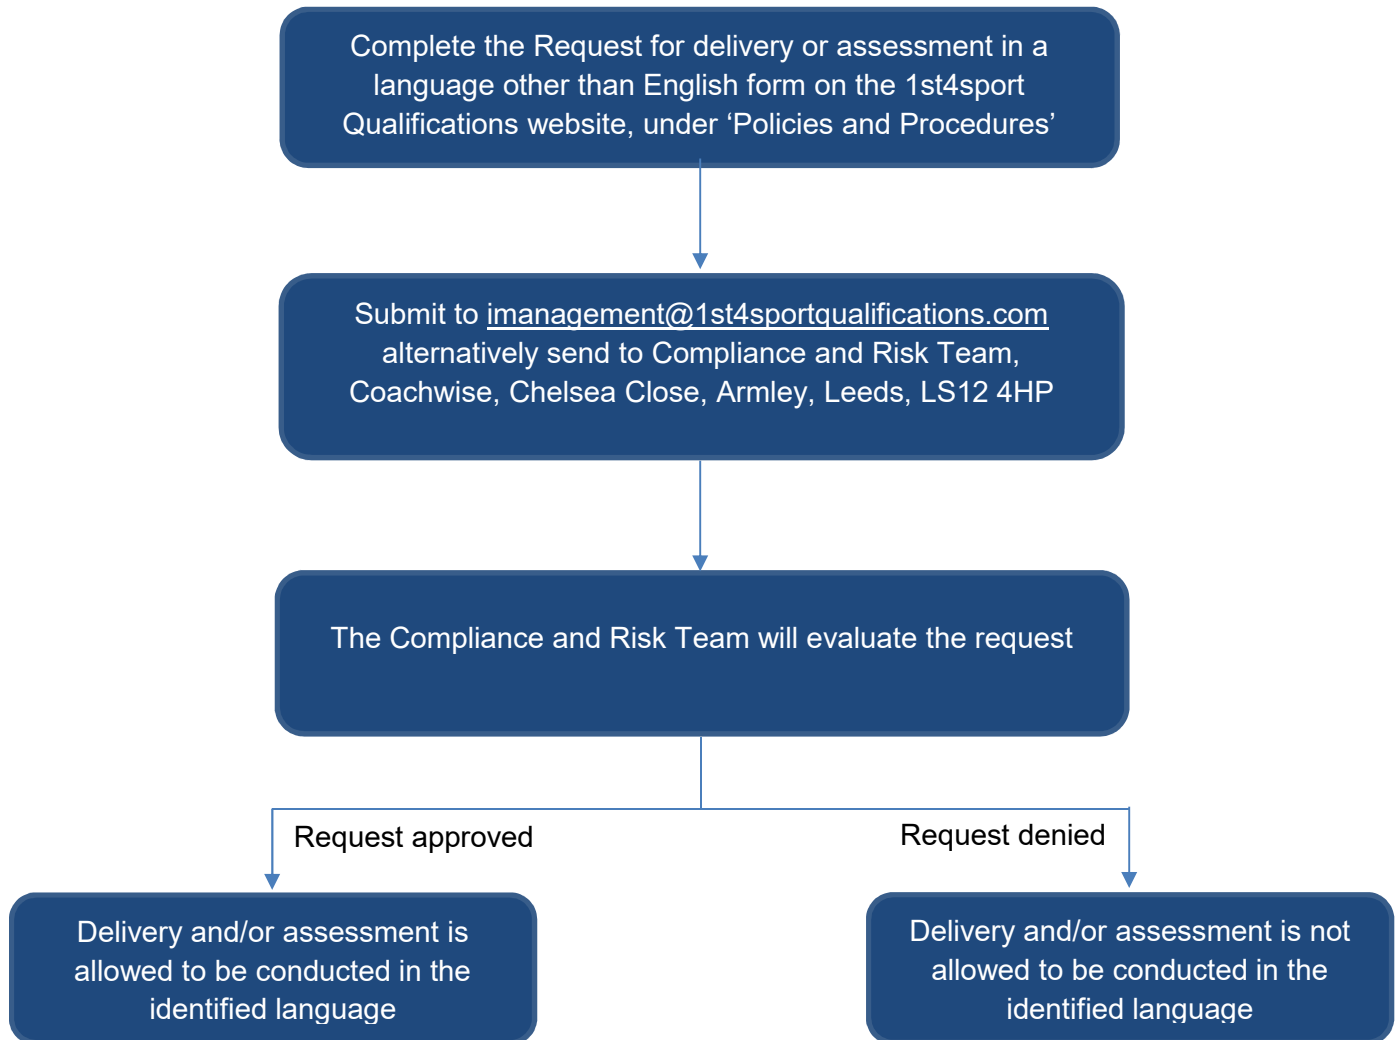 Complete the Request for delivery or assessment in a
language other than English form on the 1st4sport
Qualifications website, under ‘Policies and Procedures’
Submit to imanagement@1st4sportqualifications.com
alternatively send to Compliance and Risk Team,
Coachwise, Chelsea Close, Armley, Leeds, LS12 4HP
The Compliance and Risk Team will evaluate the request
Request approved
Request denied
Delivery and/or assessment is
allowed to be conducted in the
identified language
Delivery and/or assessment is not
allowed to be conducted in the
identified language